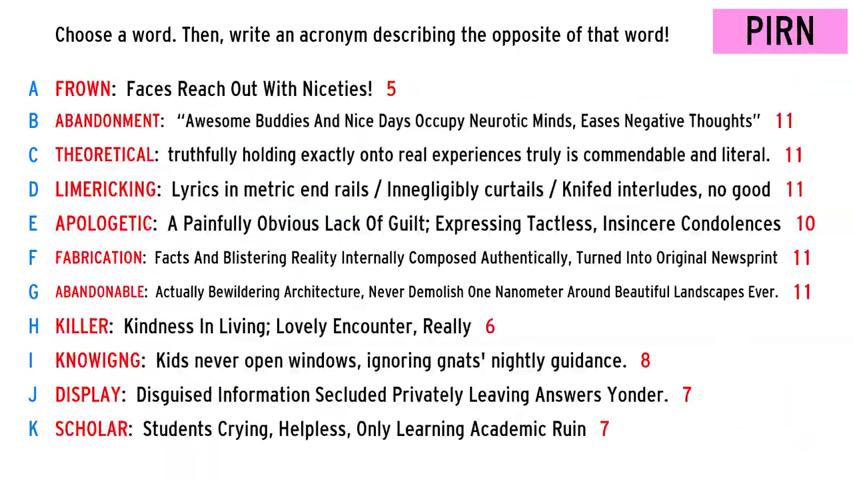 Choose a word. Then, write an acronym describing the opposite of that word!
PIRN
A FROWN: Faces Reach Out With Niceties! 5
B ABANDONMENT: “Awesome Buddies And Nice Days Occupy Neurotic Minds, Eases Negative Thoughts” 11
C THEORETICAL: truthfully holding exactly onto real experiences truly is commendable and literal. 11
D LIMERICKING: Lyrics in metric end rails / Innegligibly curtails / Knifed interludes, no good 11
E APOLOGETIC: A Painfully Obvious Lack Of Guilt; Expressing Tactless, Insincere Condolences 10
F FABRICATION: Facts And Blistering Reality Internally Composed Authentically, Turned Into Original Newsprint 11
G ABANDONABLE: Actually Bewildering Architecture, Never Demolish One Nanometer Around Beautiful Landscapes Ever. 11
H KILLER: Kindness In Living; Lovely Encounter, Really 6
I KNOWIGNG: Kids never open windows, ignoring gnats' nightly guidance. 8
J DISPLAY: Disguised Information Secluded Privately Leaving Answers Yonder. 7
K SCHOLAR: Students Crying, Helpless, Only Learning Academic Ruin 7